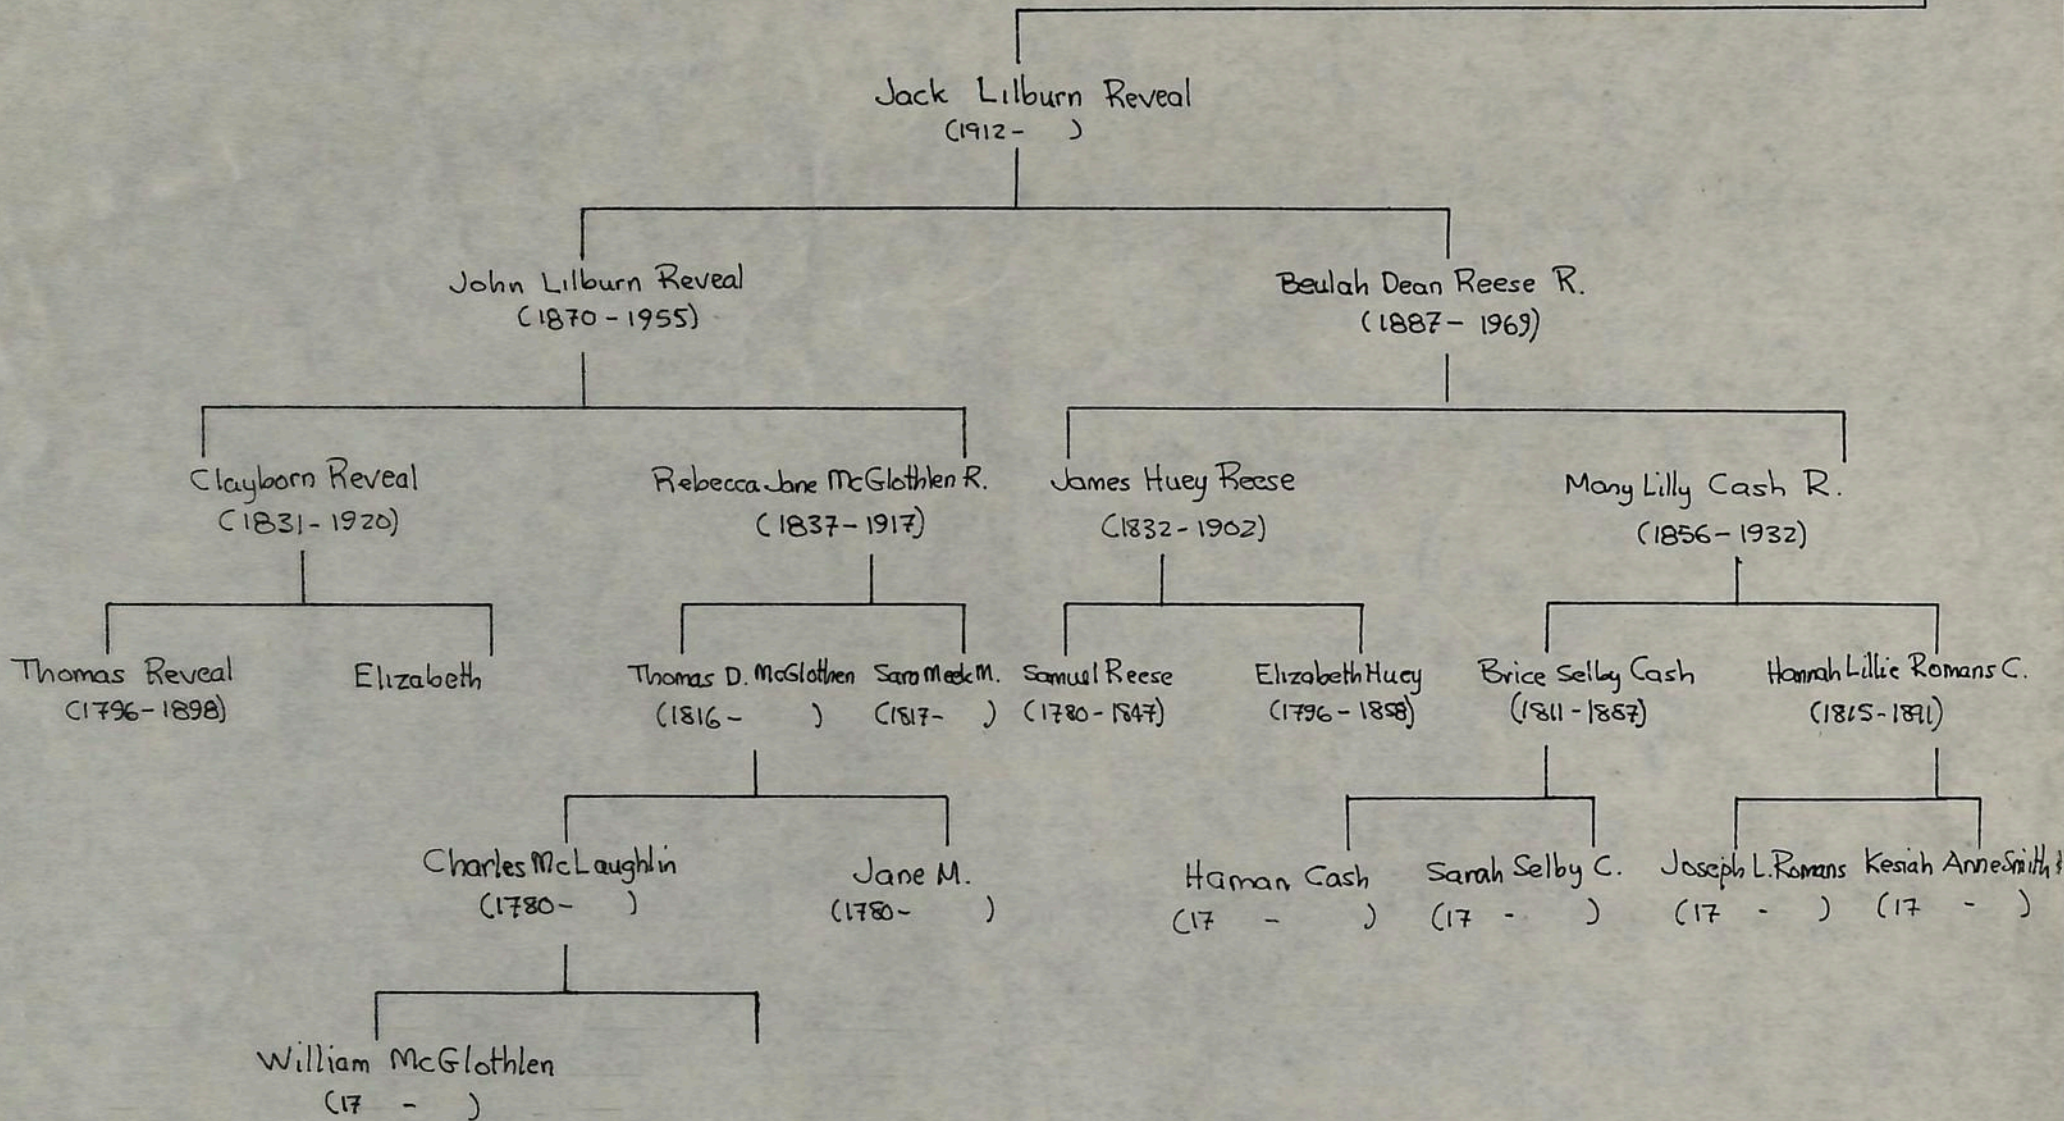 Jack Lilburn Reveal
(1912- )
John Lilburn Reveal
(1870-1955)
Beulah Dean Reese R.
(1887- 1969)
Clayborn Reveal
(1831-1920)
Rebecca Jane McGlothlen R.
(1837-1917)
James Huey Reese
(1832-1902)
Mary Lilly Cash R.
(1856-1932)
Thomas Reveal
(1796-1898)
Elizabeth
Thomas D. McGlothen
(1816- )
Sara Meek M.
(1817- )
Samuel Reese
(1780-1847)
Elizabeth Huey
(1796-1858)
Brice Selby Cash
Hannah Lillie Romans C.
Charles McLaughlin
(1780- )
Jane M.
(1780- )
Haman Cash
(17 - )
Sarah Selby C.
(17 - )
Joseph L. Romans
(17 - )
Kesiah Anne Smith
(17 - )
William McGlothlen
(17 - )